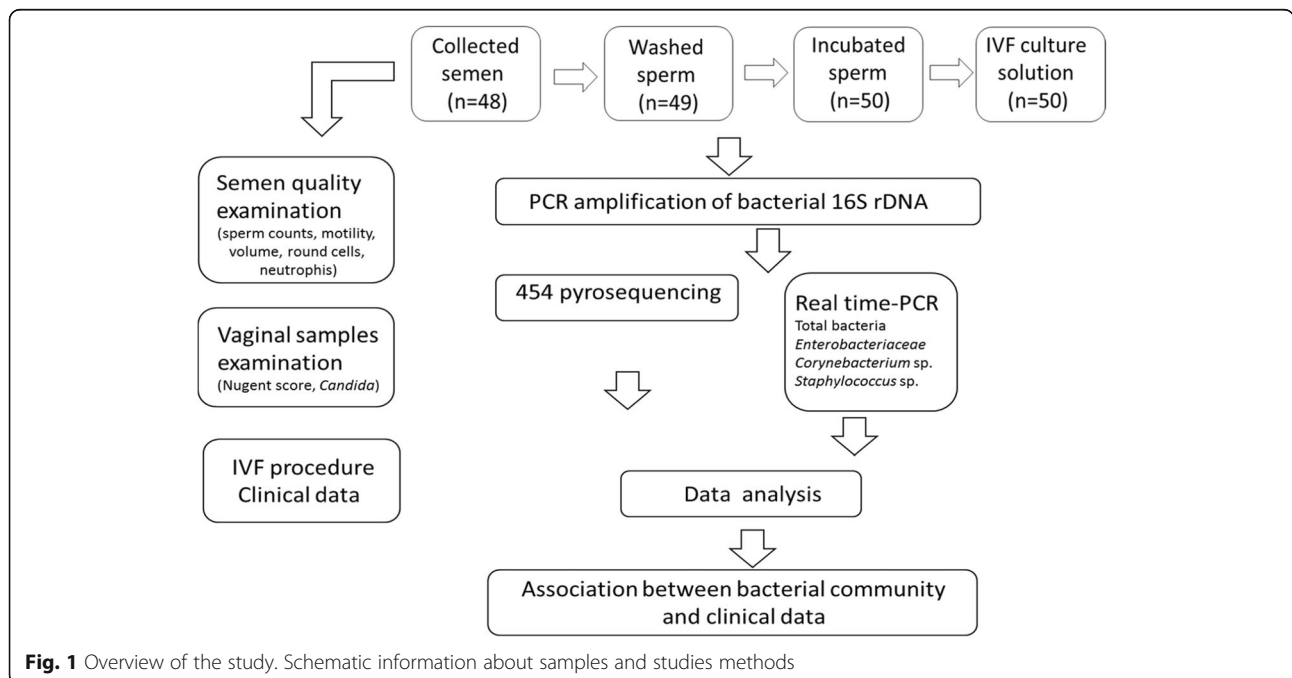 Collected
semen
(n=48)
Washed
sperm
(n=49)
Incubated
sperm
(n=50)
IVF culture
solution
(n=50)
Semen quality
examination
(sperm counts, motility,
volume, round cells,
neutrophis)
Vaginal samples
examination
(Nugent score, Candida)
IVF procedure
Clinical data
PCR amplification of bacterial 16S rDNA
454 pyrosequencing
Real time-PCR
Total bacteria
Enterobacteriaceae
Corynebacterium sp.
Staphylococcus sp.
Data analysis
Association between bacterial community
and clinical data
Fig. 1 Overview of the study. Schematic information about samples and studies methods